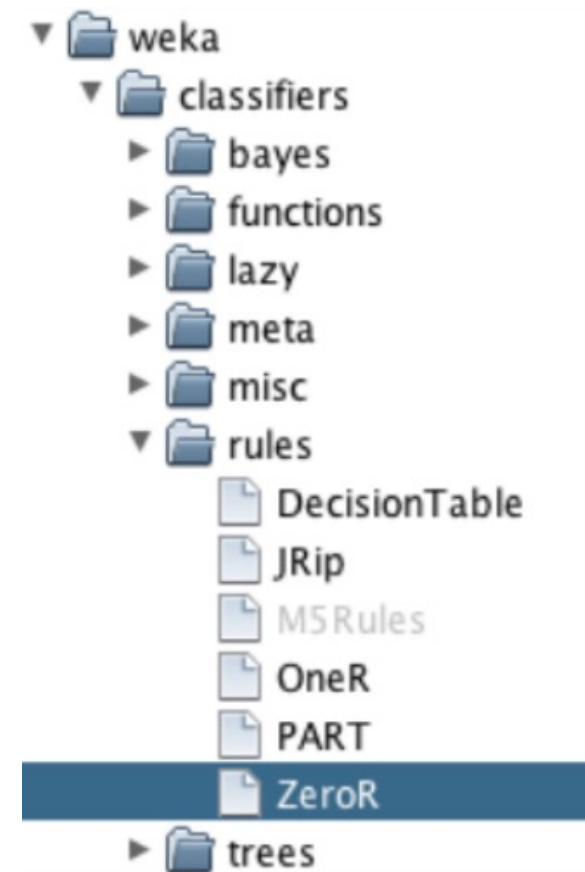 weka
classifiers
bayes
functions
lazy
meta
misc
rules
DecisionTable
JRip
M5Rules
OneR
PART
ZeroR
trees